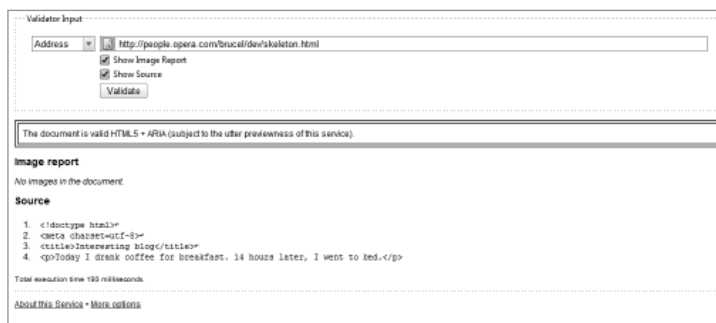 Validator Input
Address http://people.opera.com/brucel/dev/skeleton.html
Show Image Report
Show Source
Validate
The document is valid HTML5 + ARIA (subject to the utter previewness of this service).
Image report
No images in the document.
Source
1. <!doctype html>↩
2. <meta charset=utf-8>↩
3. <title>Interesting blog</title>↩
4. <p>Today I drank coffee for breakfast. 14 hours later, I went to bed.</p>
Total execution time 193 milliseconds.
About this Service • More options